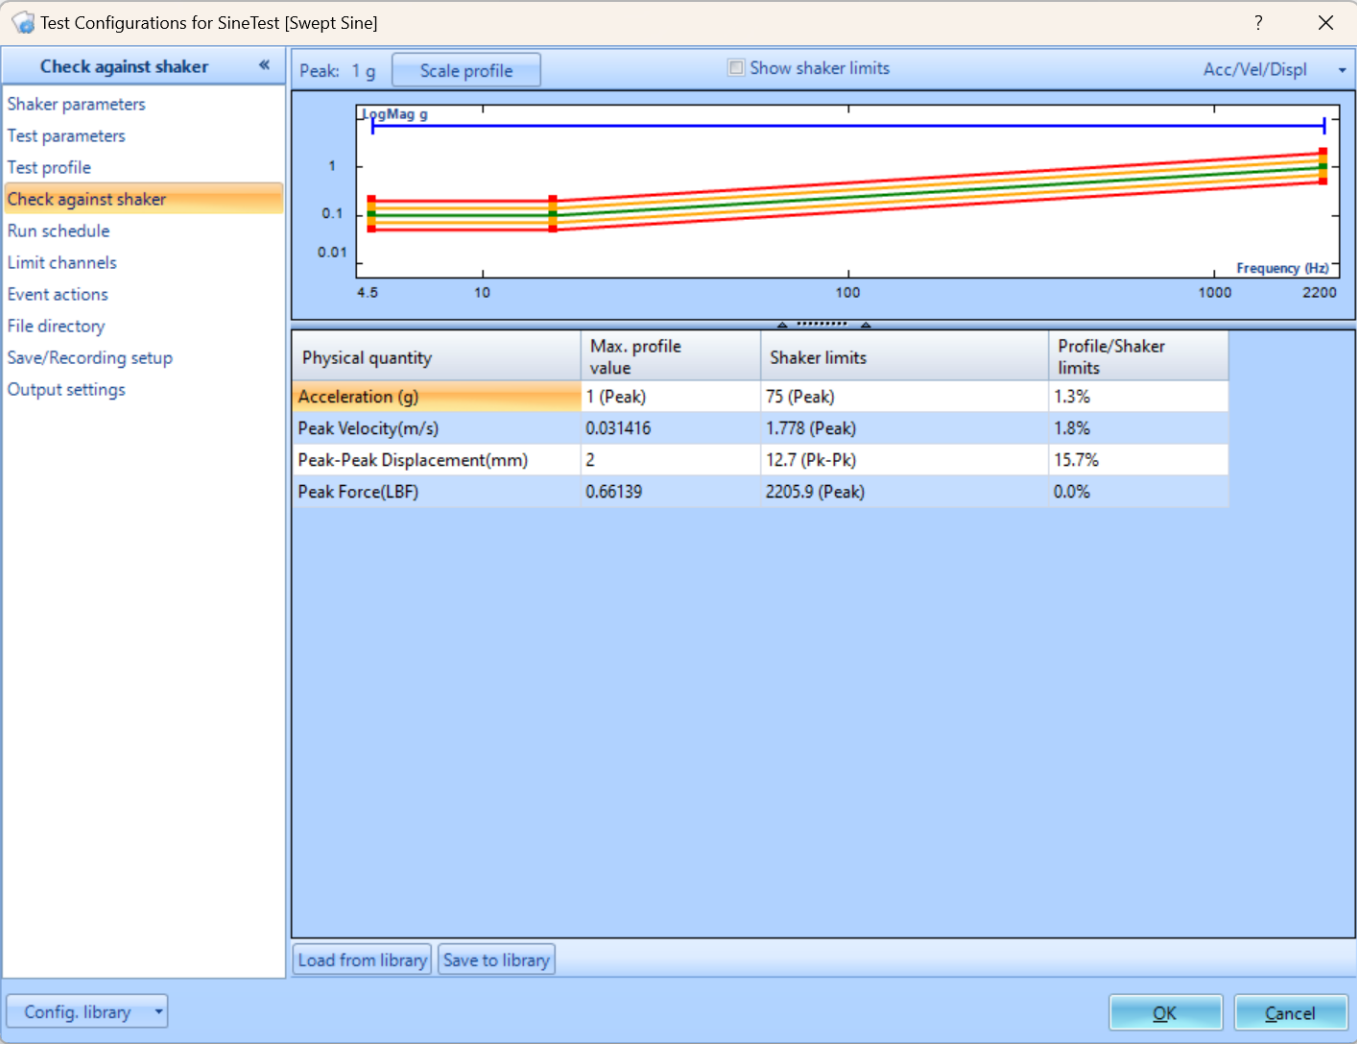 Test Configurations for SineTest [Swept Sine]
?
Check against shaker «
Shaker parameters
Test parameters
Test profile
Check against shaker
Run schedule
Limit channels
Event actions
File directory
Save/Recording setup
Output settings
Peak: 1 g Scale profile Show shaker limits Acc/Vel/Displ
LogMag g
1
0.1
0.01
Frequency (Hz)
4.5 10 100 1000 2200
Physical quantity Max. profile value Shaker limits Profile/Shaker limits
Acceleration (g) 1 (Peak) 75 (Peak) 1.3%
Peak Velocity(m/s) 0.031416 1.778 (Peak) 1.8%
Peak-Peak Displacement(mm) 2 12.7 (Pk-Pk) 15.7%
Peak Force(LBF) 0.66139 2205.9 (Peak) 0.0%
Load from library Save to library
Config. library OK Cancel